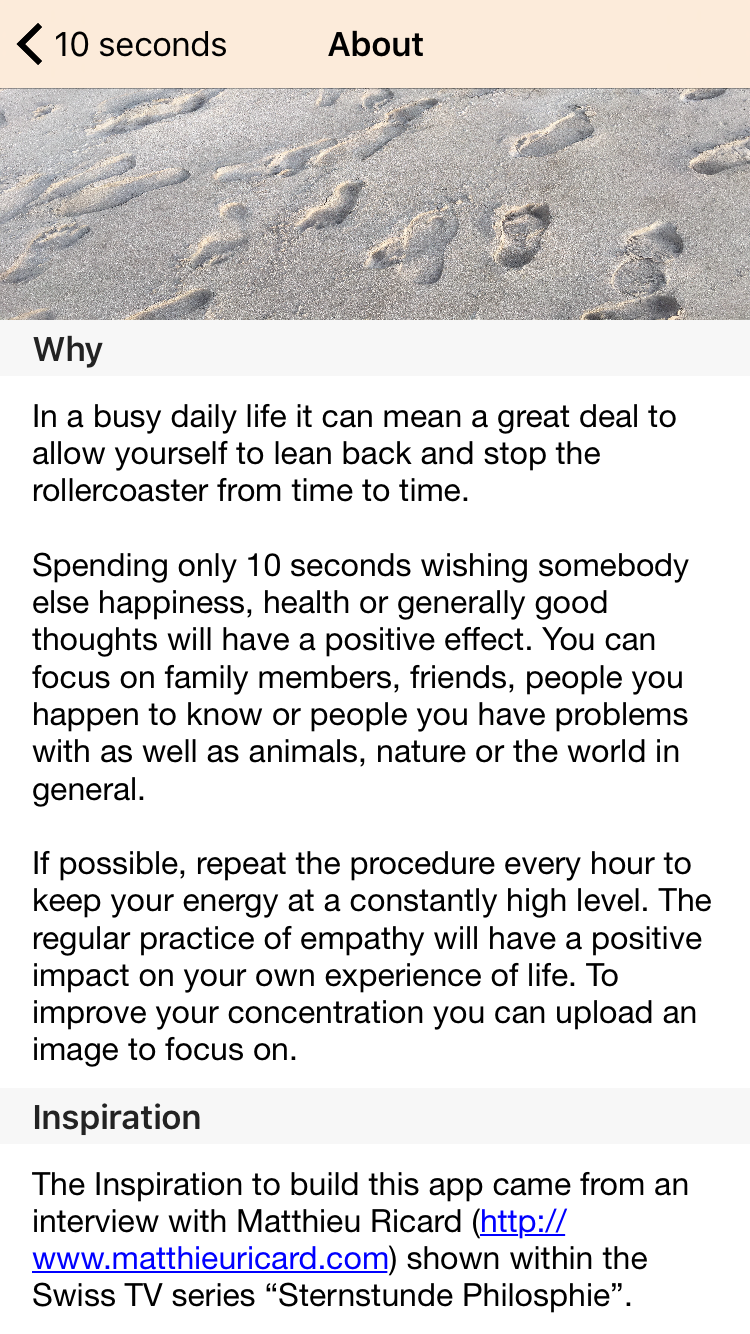 10 seconds
About
Why
In a busy daily life it can mean a great deal to
allow yourself to lean back and stop the
rollercoaster from time to time.
Spending only 10 seconds wishing somebody
else happiness, health or generally good
thoughts will have a positive effect. You can
focus on family members, friends, people you
happen to know or people you have problems
with as well as animals, nature or the world in
general.
If possible, repeat the procedure every hour to
keep your energy at a constantly high level. The
regular practice of empathy will have a positive
impact on your own experience of life. To
improve your concentration you can upload an
image to focus on.
Inspiration
The Inspiration to build this app came from an
interview with Matthieu Ricard (http://
www.matthieuricard.com) shown within the
Swiss TV series “Sternstunde Philosphie”.